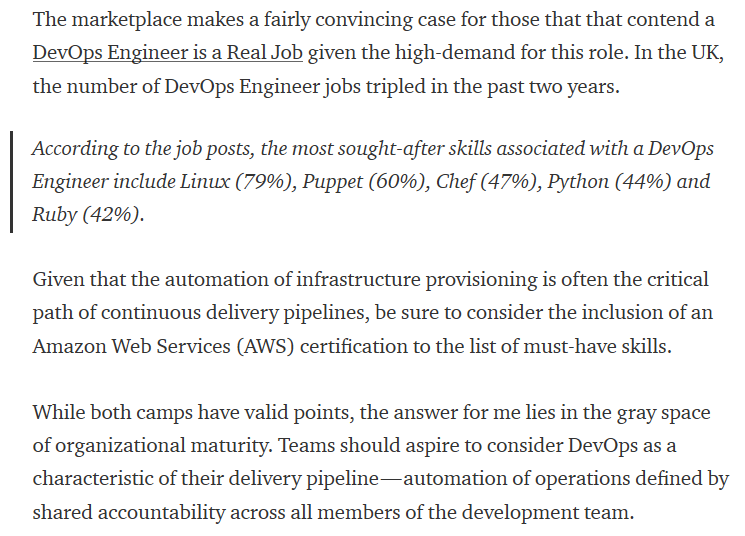 The marketplace makes a fairly convincing case for those that that contend a
DevOps Engineer is a Real Job given the high-demand for this role. In the UK,
the number of DevOps Engineer jobs tripled in the past two years.
According to the job posts, the most sought-after skills associated with a DevOps
Engineer include Linux (79%), Puppet (60%), Chef (47%), Python (44%) and
Ruby (42%).
Given that the automation of infrastructure provisioning is often the critical
path of continuous delivery pipelines, be sure to consider the inclusion of an
Amazon Web Services (AWS) certification to the list of must-have skills.
While both camps have valid points, the answer for me lies in the gray space
of organizational maturity. Teams should aspire to consider DevOps as a
characteristic of their delivery pipeline—automation of operations defined by
shared accountability across all members of the development team.